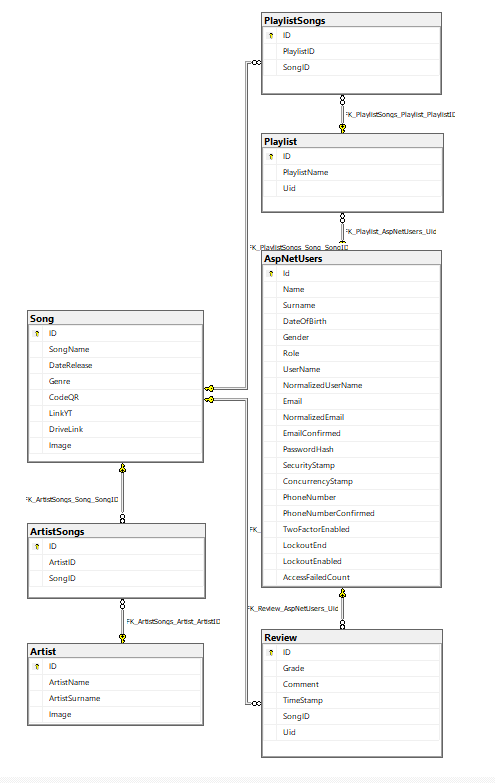 PlaylistSongs
ID
PlaylistID
SongID
FK_PlaylistSongs_Playlist_PlaylistID
Playlist
ID
PlaylistName
Uid
FK_Playlist_AspNetUsers_Uid
FK_PlaylistSongs_Song_SongID
AspNetUsers
Id
Name
Surname
DateOfBirth
Gender
Role
UserName
NormalizedUserName
Email
NormalizedEmail
EmailConfirmed
PasswordHash
SecurityStamp
ConcurrencyStamp
PhoneNumber
PhoneNumberConfirmed
TwoFactorEnabled
LockoutEnd
LockoutEnabled
AccessFailedCount
Song
ID
SongName
DateRelease
Genre
CodeQR
LinkYT
DriveLink
Image
FK_ArtistSongs_Song_SongID
ArtistSongs
ID
ArtistID
SongID
FK_
FK_ArtistSongs_Artist_ArtistID
FK_Review_AspNetUsers_Uid
Artist
ID
ArtistName
ArtistSurname
Image
Review
ID
Grade
Comment
TimeStamp
SongID
Uid